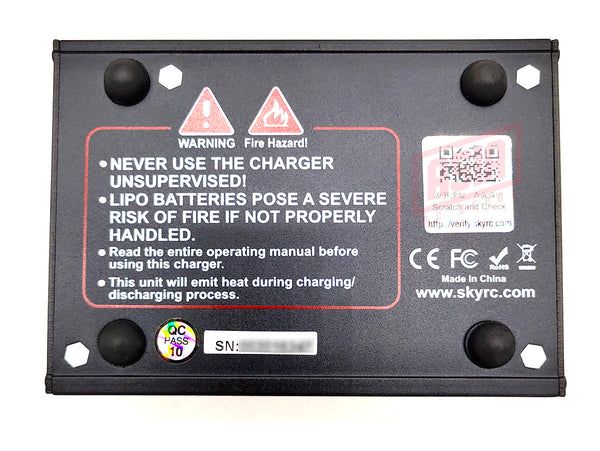 WARNING Fire Hazard!
• NEVER USE THE CHARGER
UNSUPERVISED!
• LIPO BATTERIES POSE A SEVERE
RISK OF FIRE IF NOT PROPERLY
HANDLED.
• Read the entire operating manual before
using this charger.
• This unit will emit heat during charging/
discharging process.
Scratch and Check
http://verify.skyrc.com
CE FC RoHS
Made in China
www.skyrc.com
QC
PASS
10
SN: